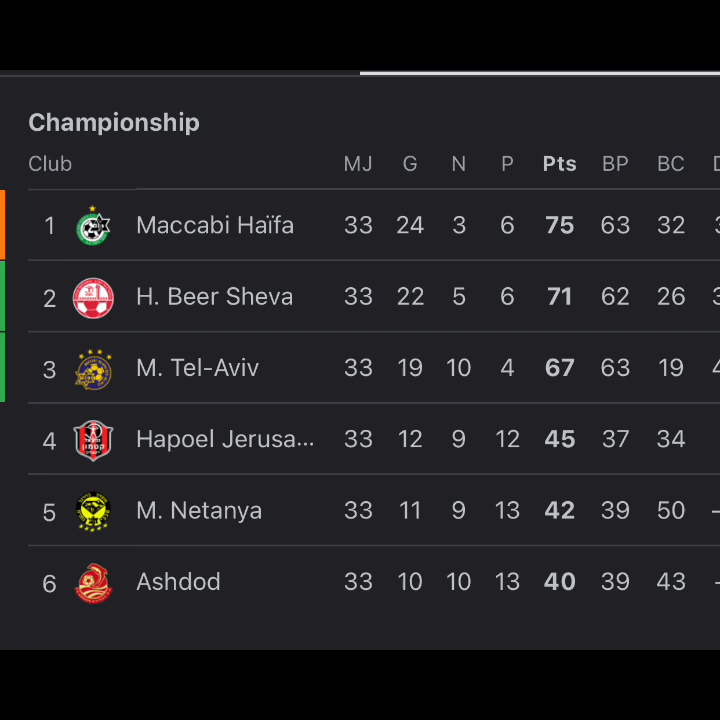 Championship
Club MJ G N P Pts BP BC
1 Maccabi Haïfa 33 24 3 6 75 63 32
2 H. Beer Sheva 33 22 5 6 71 62 26
3 M. Tel-Aviv 33 19 10 4 67 63 19
4 Hapoel Jerusa... 33 12 9 12 45 37 34
5 M. Netanya 33 11 9 13 42 39 50
6 Ashdod 33 10 10 13 40 39 43